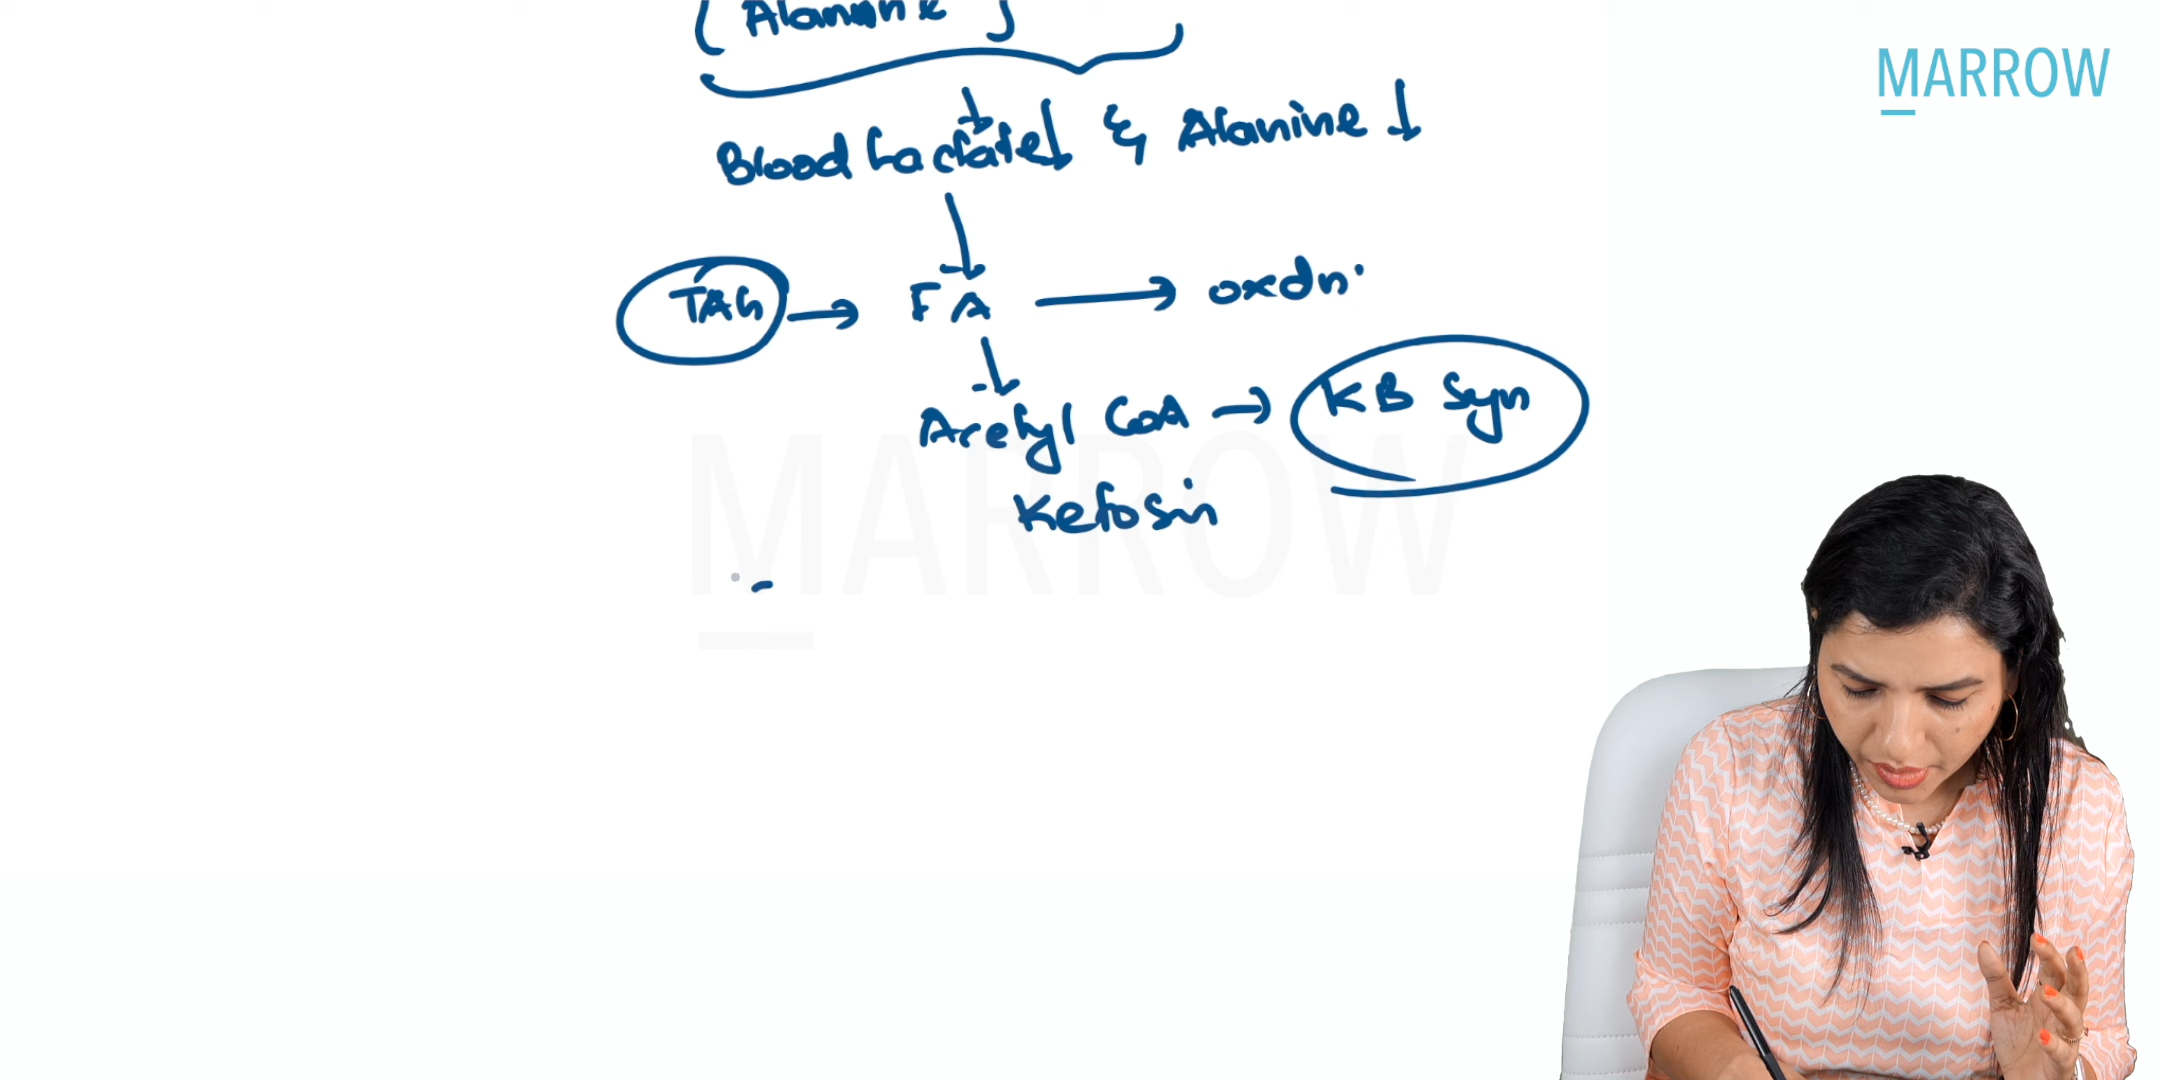 [Alanine]
MARROW
Blood Lactate↓ & Alanine ↓
↓
TAG → FA → oxdn.
↓
Acetyl CoA → KB Syn
Ketosis
MARROW
-